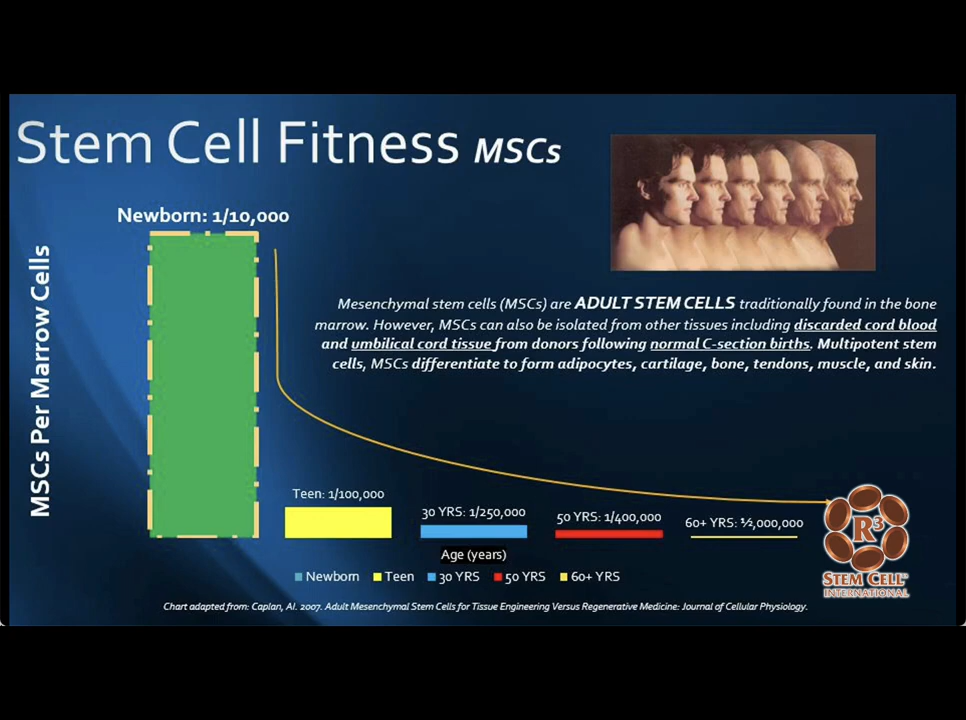 Stem Cell Fitness MSCs
Newborn: 1/10,000
MSCs Per Marrow Cells
Mesenchymal stem cells (MSCs) are ADULT STEM CELLS traditionally found in the bone
marrow. However, MSCs can also be isolated from other tissues including discarded cord blood
and umbilical cord tissue from donors following normal C-section births. Multipotent stem
cells, MSCs differentiate to form adipocytes, cartilage, bone, tendons, muscle, and skin.
Teen: 1/100,000
30 YRS: 1/250,000
50 YRS: 1/400,000
60+ YRS: ½,000,000
Age (years)
Newborn Teen 30 YRS 50 YRS 60+ YRS
R³
STEM CELL®
INTERNATIONAL
Chart adapted from: Caplan, AI. 2007. Adult Mesenchymal Stem Cells for Tissue Engineering Versus Regenerative Medicine: Journal of Cellular Physiology.